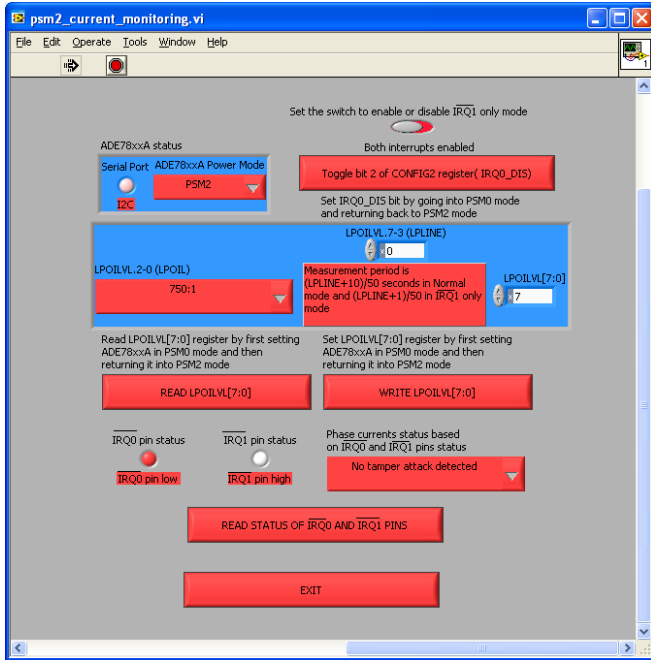 psm2_current_monitoring.vi
File Edit Operate Tools Window Help
1
Set the switch to enable or disable IRQ1 only mode
ADE78xxA status
Both interrupts enabled
Serial Port ADE78xxA Power Mode
PSM2
I2C
Toggle bit 2 of CONFIG2 register( IRQ0_DIS)
Set IRQ0_DIS bit by going into PSM0 mode
and returning back to PSM2 mode
LPOILVL.7-3 (LPLINE)
0
LPOILVL.2-0 (LPOIL)
750:1
Measurement period is
(LPLINE+10)/50 seconds in Normal
mode and (LPLINE+1)/50 in IRQ1 only
mode
LPOILVL[7:0]
x7
Read LPOILVL[7:0] register by first setting
ADE78xxA in PSM0 mode and then
returning it into PSM2 mode
Set LPOILVL[7:0] register by first setting
ADE78xxA in PSM0 mode and then
returning it into PSM2 mode
READ LPOILVL[7:0]
WRITE LPOILVL[7:0]
IRQ0 pin status
IRQ0 pin low
IRQ1 pin status
IRQ1 pin high
Phase currents status based
on IRQ0 and IRQ1 pins status
No tamper attack detected
READ STATUS OF IRQ0 AND IRQ1 PINS
EXIT